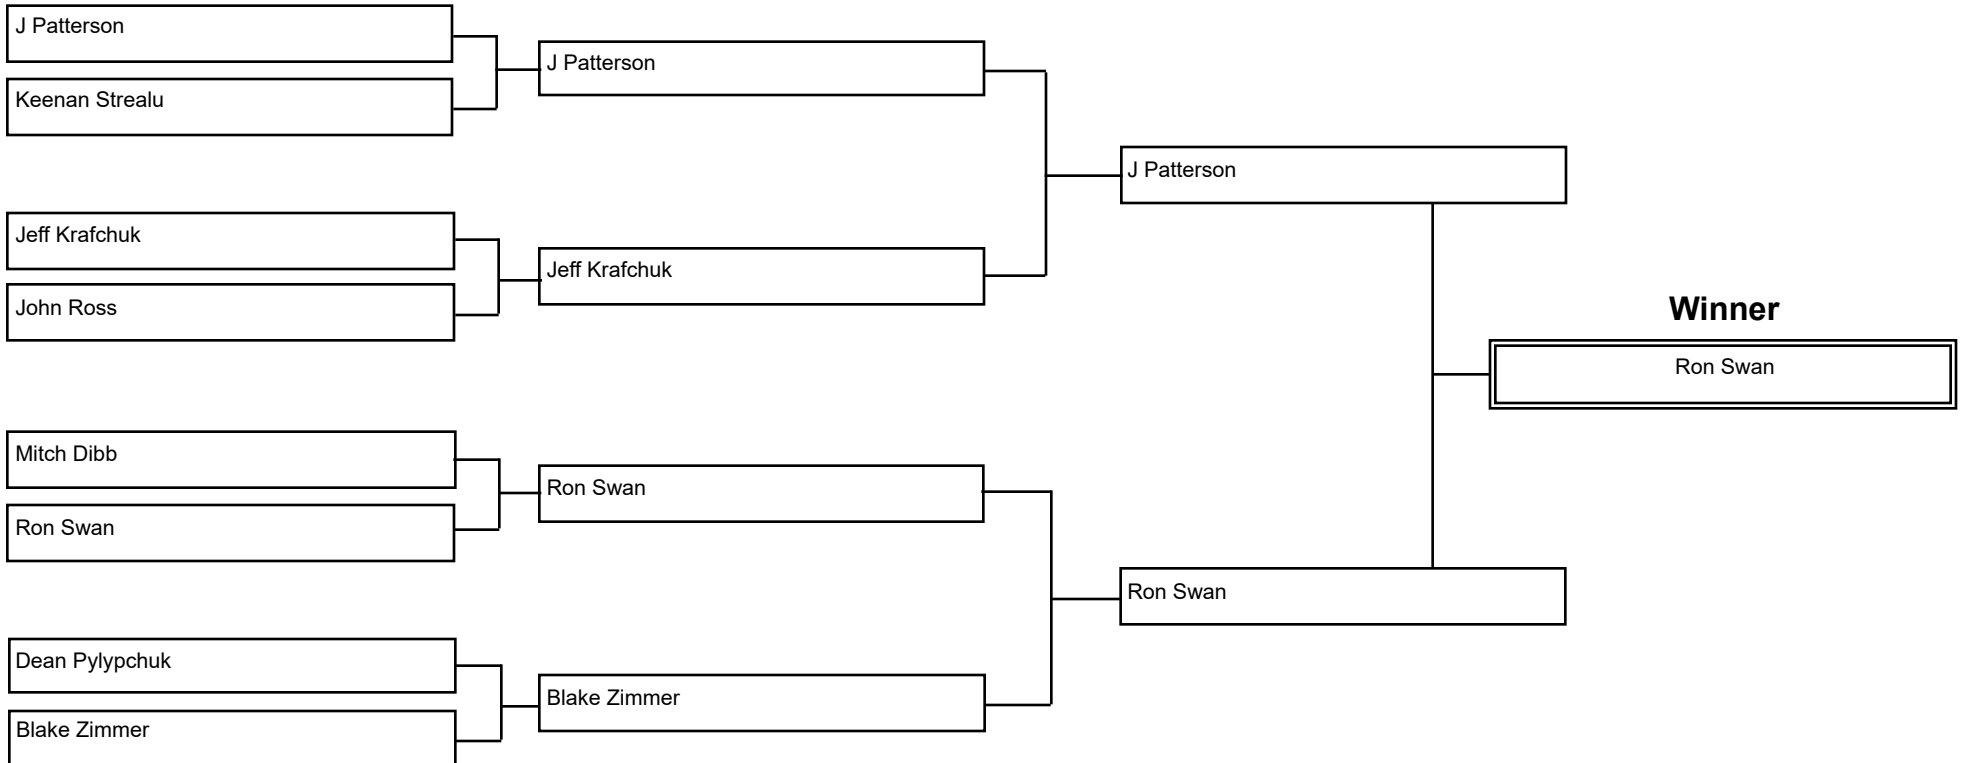 J Patterson
Keenan Strealu
Jeff Krafchuk
John Ross
Mitch Dibb
Ron Swan
Dean Pylypchuk
Blake Zimmer
J Patterson
Jeff Krafchuk
Ron Swan
Blake Zimmer
J Patterson
Ron Swan
Winner
Ron Swan